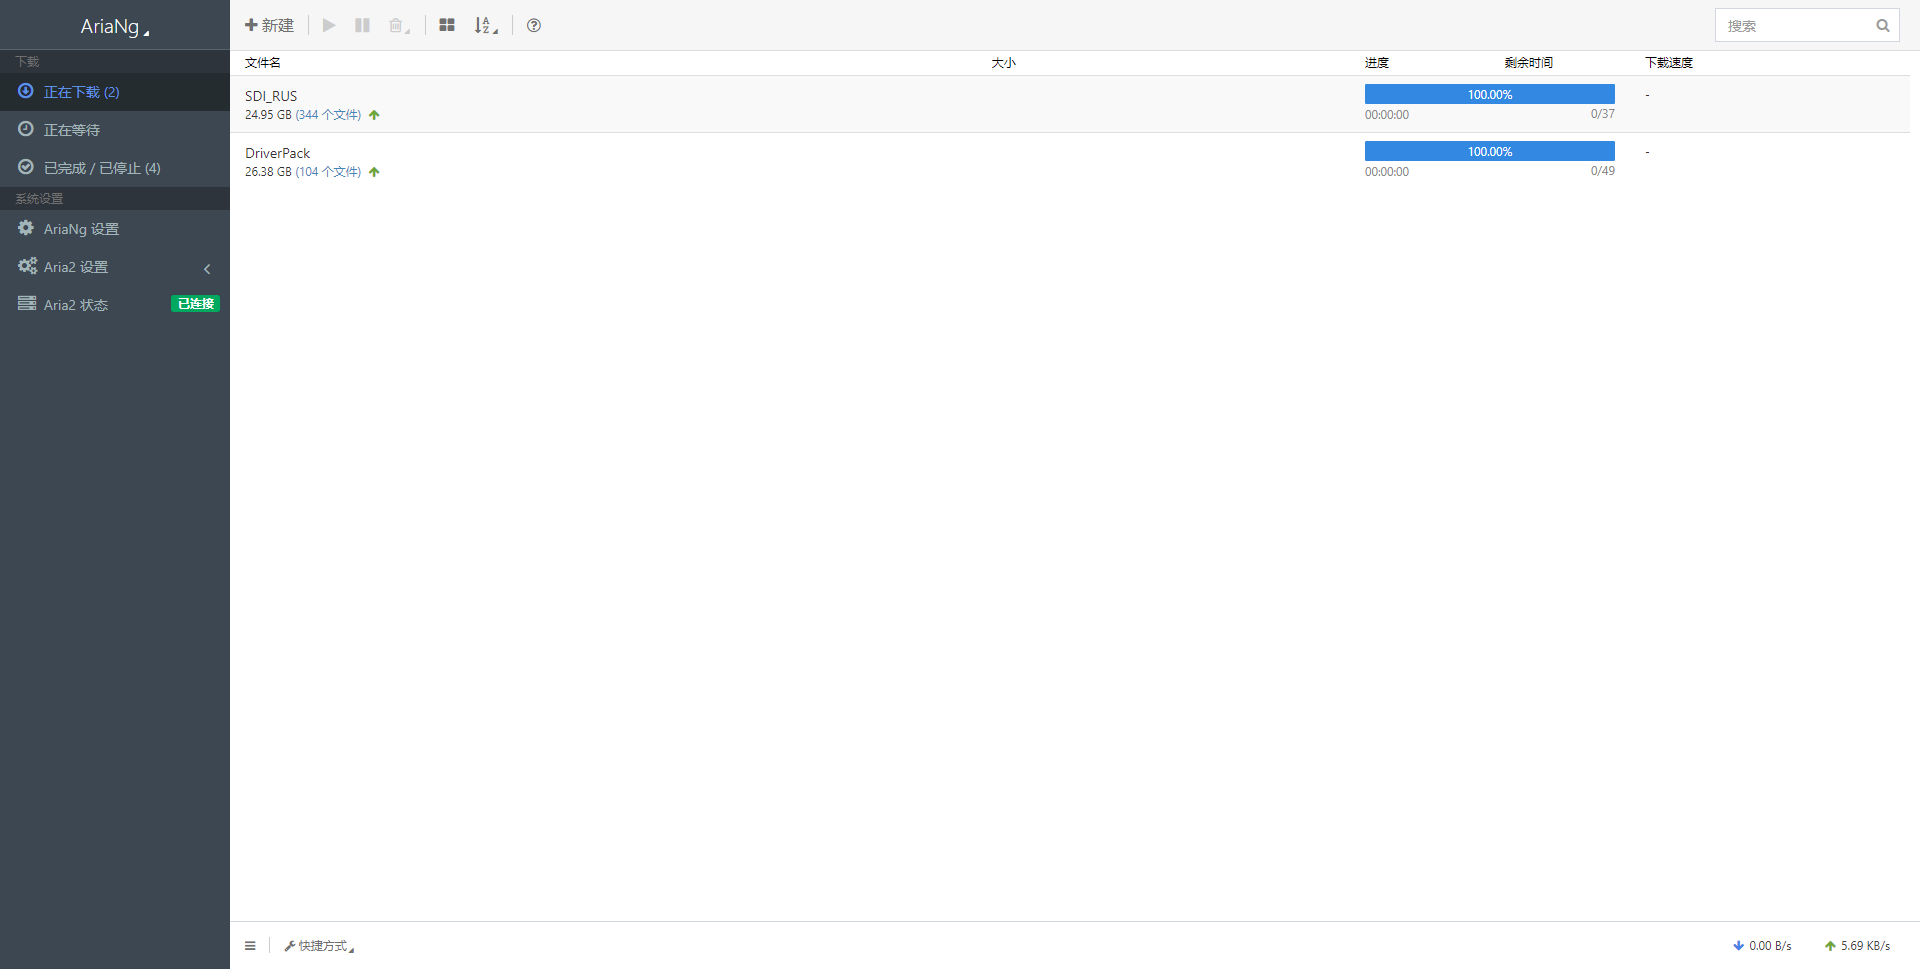 AriaNg
下载
正在下载 (2)
正在等待
已完成 / 已停止 (4)
系统设置
AriaNg 设置
Aria2 设置
Aria2 状态 已连接
新建
搜索
文件名 大小 进度 剩余时间 下载速度
SDI_RUS 100.00% -
24.95 GB (344 个文件) 00:00:00 0/37
DriverPack 100.00% -
26.38 GB (104 个文件) 00:00:00 0/49
快捷方式 0.00 B/s 5.69 KB/s